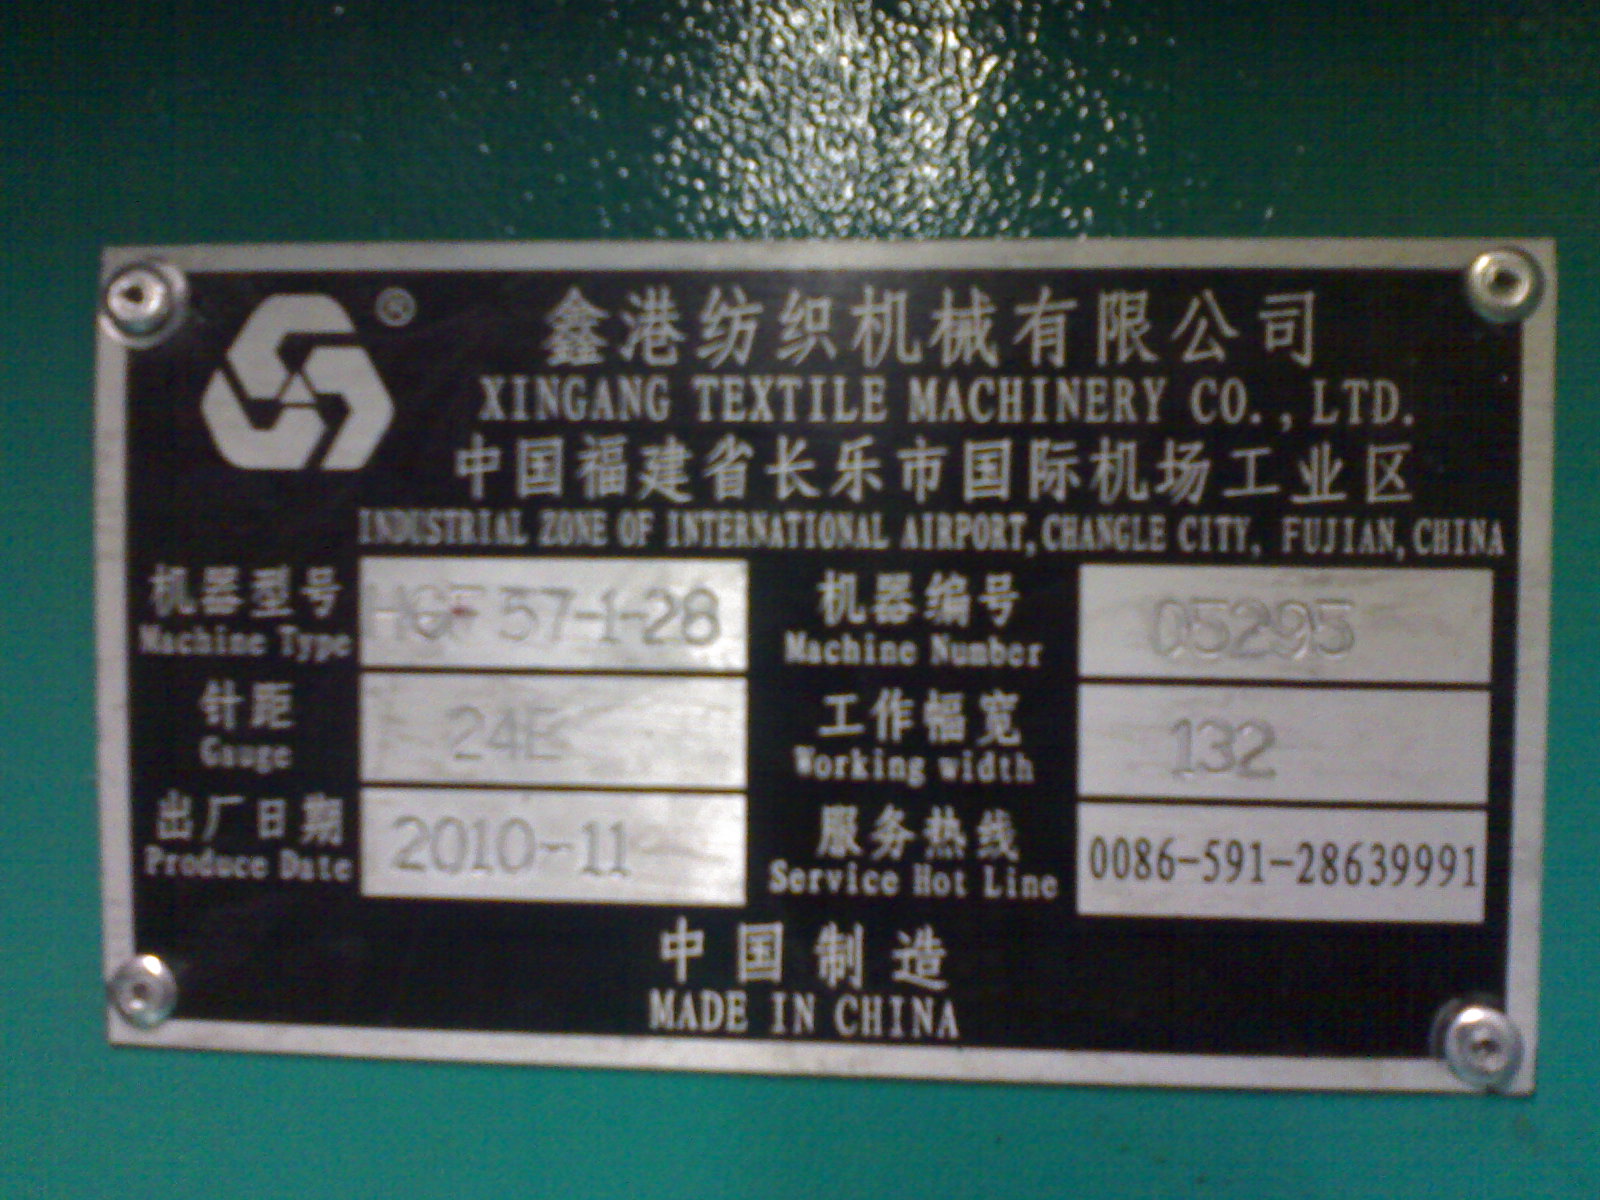 ®
鑫港纺织机械有限公司
XINGANG TEXTILE MACHINERY CO.,LTD.
中国福建省长乐市国际机场工业区
INDUSTRIAL ZONE OF INTERNATIONAL AIRPORT,CHANGLE CITY, FUJIAN,CHINA
机器型号 57-1-28 机器编号 05295
Machine Type Machine Number
针距 24E 工作幅宽 132
Gauge Working width
出厂日期 2010-11 服务热线 0086-591-28639991
Produce Date Service Hot Line
中国制造
MADE IN CHINA